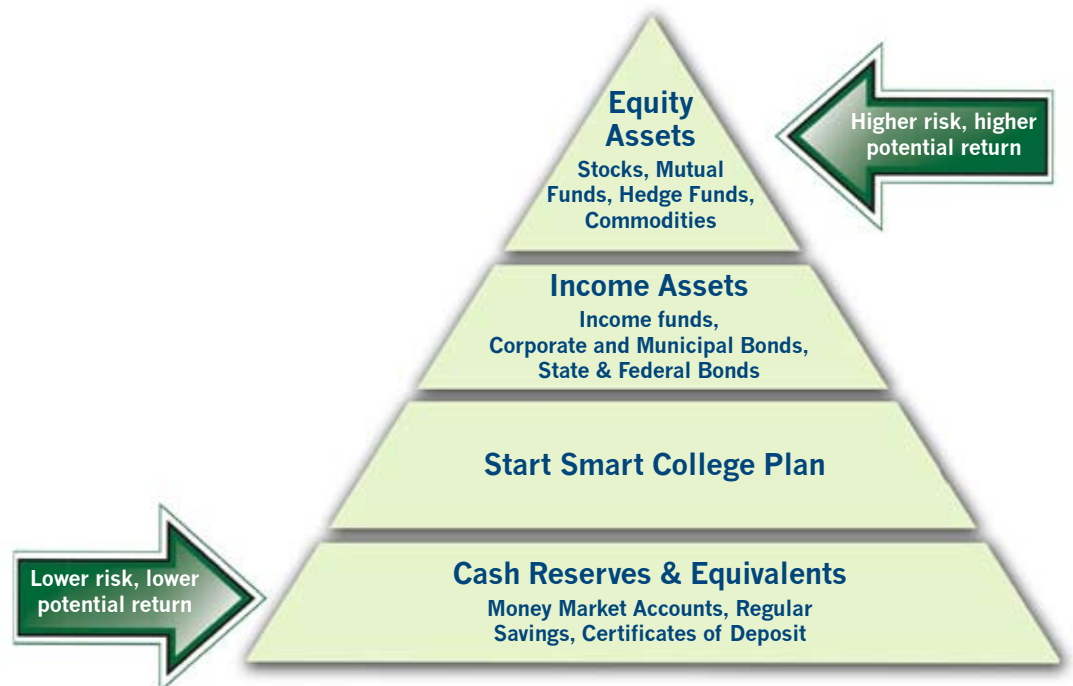 Equity
Assets
Stocks, Mutual
Funds, Hedge Funds,
Commodities
Higher risk, higher
potential return
Income Assets
Income funds,
Corporate and Municipal Bonds,
State & Federal Bonds
Start Smart College Plan
Lower risk, lower
potential return
Cash Reserves & Equivalents
Money Market Accounts, Regular
Savings, Certificates of Deposit